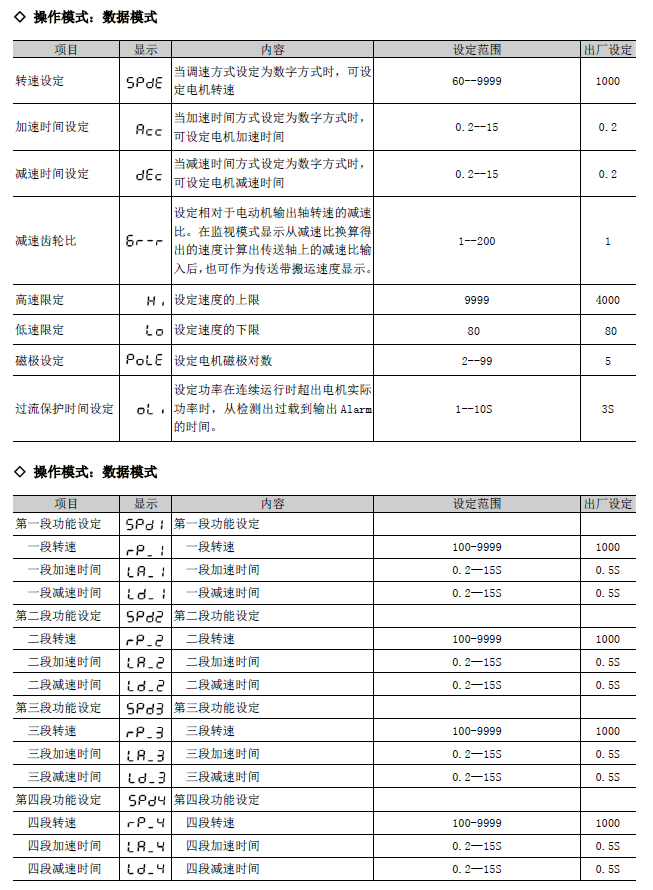 ◇ 操作模式：数据模式
项目 显示 内容 设定范围 出厂设定
转速设定 SPdE 当调速方式设定为数字方式时，可设 60--9999 1000
定电机转速
加速时间设定 Acc 当加速时间方式设定为数字方式时， 0.2--15 0.2
可设定电机加速时间
减速时间设定 dEc 当减速时间方式设定为数字方式时， 0.2--15 0.2
可设定电机减速时间
减速齿轮比 Gr-r 设定相对于电动机输出轴转速的减速 1--200 1
比。在监视模式显示从减速比换算得
出的速度计算出传送轴上的减速比输
入后，也可作为传送带搬运速度显示。
高速限定 Hi 设定速度的上限 9999 4000
低速限定 Lo 设定速度的下限 80 80
磁极设定 PoLE 设定电机磁极对数 2--99 5
过流保护时间设定 oLi 设定功率在连续运行时超出电机实际 1--10S 3S
功率时，从检测出过载到输出 Alarm
的时间。
◇ 操作模式：数据模式
项目 显示 内容 设定范围 出厂设定
第一段功能设定 SPd1 第一段功能设定
一段转速 rP_1 一段转速 100-9999 1000
一段加速时间 LA_1 一段加速时间 0.2—15S 0.5S
一段减速时间 Ld_1 一段减速时间 0.2—15S 0.5S
第二段功能设定 SPd2 第二段功能设定
二段转速 rP_2 二段转速 100-9999 1000
二段加速时间 LA_2 二段加速时间 0.2—15S 0.5S
二段减速时间 Ld_2 二段减速时间 0.2—15S 0.5S
第三段功能设定 SPd3 第三段功能设定
三段转速 rP_3 三段转速 100-9999 1000
三段加速时间 LA_3 三段加速时间 0.2—15S 0.5S
三段减速时间 Ld_3 三段减速时间 0.2—15S 0.5S
第四段功能设定 SPd4 第四段功能设定
四段转速 rP_4 四段转速 100-9999 1000
四段加速时间 LA_4 四段加速时间 0.2—15S 0.5S
四段减速时间 Ld_4 四段减速时间 0.2—15S 0.5S